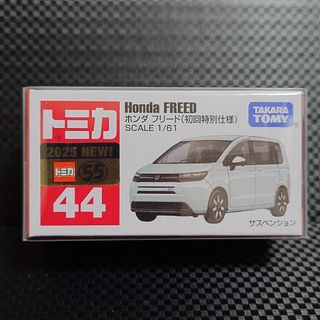 トミカ
2025 NEW!
トミカ 55
44
Honda FREED
ホンダ フリード(初回特別仕様)
SCALE 1/61
TAKARA
TOMY
サスペンション